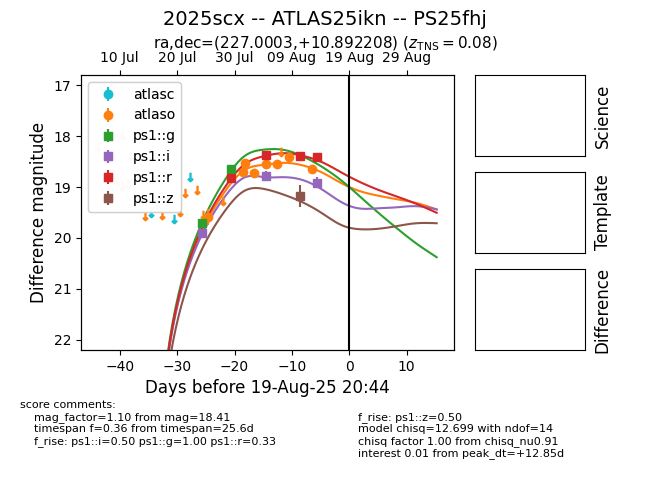 2025scx -- ATLAS25ikn -- PS25fhj
ra,dec=(227.0003,+10.892208) (z_TNS = 0.08)
10 Jul 20 Jul 30 Jul 09 Aug 19 Aug 29 Aug
atlasc
atlaso
ps1::g
ps1::i
ps1::r
ps1::z
17
18
19
20
21
22
Difference magnitude
−40 −30 −20 −10 0 10
Days before 19-Aug-25 20:44
Science
Template
Difference
score comments:
mag_factor=1.10 from mag=18.41
timespan f=0.36 from timespan=25.6d
f_rise: ps1::i=0.50 ps1::g=1.00 ps1::r=0.33
f_rise: ps1::z=0.50
model chisq=12.699 with ndof=14
chisq factor 1.00 from chisq_nu0.91
interest 0.01 from peak_dt=+12.85d